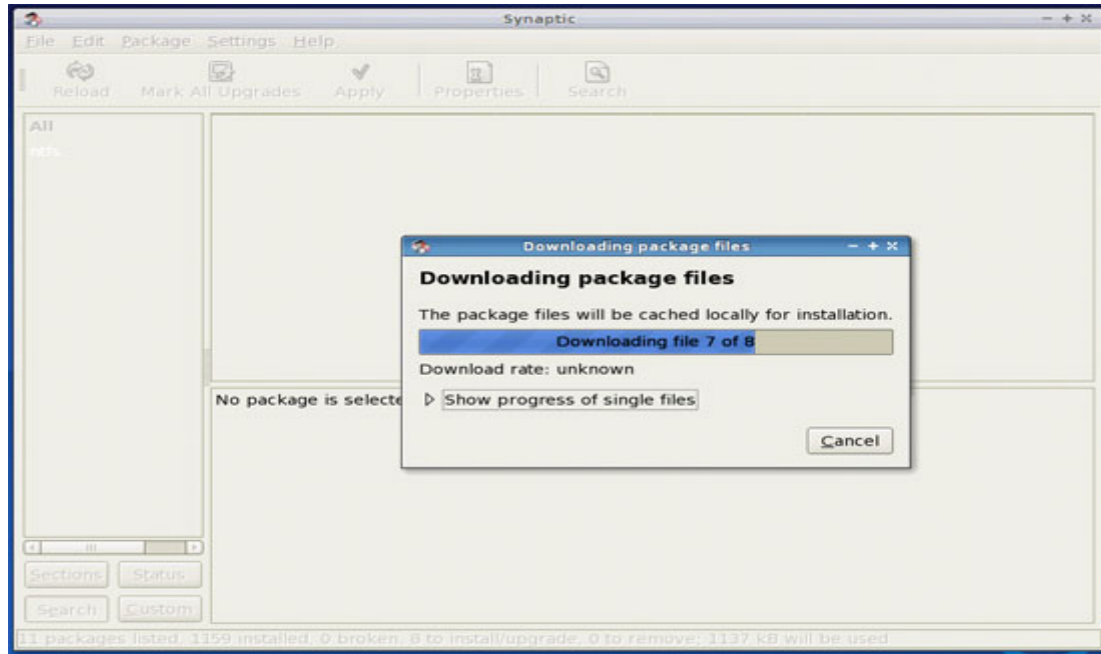 Synaptic
File Edit Package Settings Help
Reload Mark All Upgrades Apply Properties Search
All
ntfs
Downloading package files
Downloading package files
The package files will be cached locally for installation.
Downloading file 7 of 8
Download rate: unknown
Show progress of single files
Cancel
No package is selecte
Sections Status
Search Custom
11 packages listed, 1159 installed, 0 broken. 6 to install/upgrade, 0 to remove; 1137 kB will be used